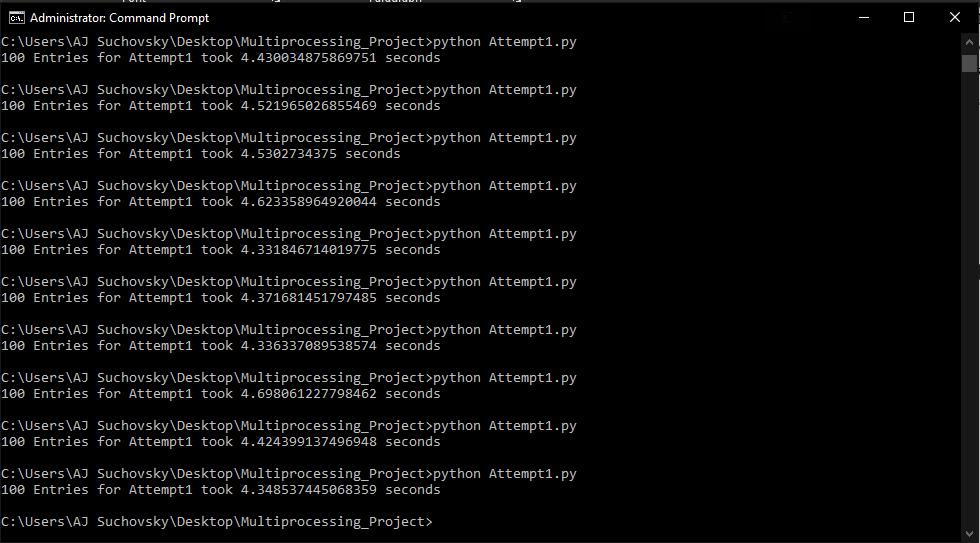 Administrator: Command Prompt
C:\Users\AJ Suchovsky\Desktop\Multiprocessing_Project>python Attempt1.py
100 Entries for Attempt1 took 4.430034875869751 seconds
C:\Users\AJ Suchovsky\Desktop\Multiprocessing_Project>python Attempt1.py
100 Entries for Attempt1 took 4.521965026855469 seconds
C:\Users\AJ Suchovsky\Desktop\Multiprocessing_Project>python Attempt1.py
100 Entries for Attempt1 took 4.5302734375 seconds
C:\Users\AJ Suchovsky\Desktop\Multiprocessing_Project>python Attempt1.py
100 Entries for Attempt1 took 4.623358964920044 seconds
C:\Users\AJ Suchovsky\Desktop\Multiprocessing_Project>python Attempt1.py
100 Entries for Attempt1 took 4.331846714019775 seconds
C:\Users\AJ Suchovsky\Desktop\Multiprocessing_Project>python Attempt1.py
100 Entries for Attempt1 took 4.371681451797485 seconds
C:\Users\AJ Suchovsky\Desktop\Multiprocessing_Project>python Attempt1.py
100 Entries for Attempt1 took 4.336337089538574 seconds
C:\Users\AJ Suchovsky\Desktop\Multiprocessing_Project>python Attempt1.py
100 Entries for Attempt1 took 4.698061227798462 seconds
C:\Users\AJ Suchovsky\Desktop\Multiprocessing_Project>python Attempt1.py
100 Entries for Attempt1 took 4.424399137496948 seconds
C:\Users\AJ Suchovsky\Desktop\Multiprocessing_Project>python Attempt1.py
100 Entries for Attempt1 took 4.348537445068359 seconds
C:\Users\AJ Suchovsky\Desktop\Multiprocessing_Project>